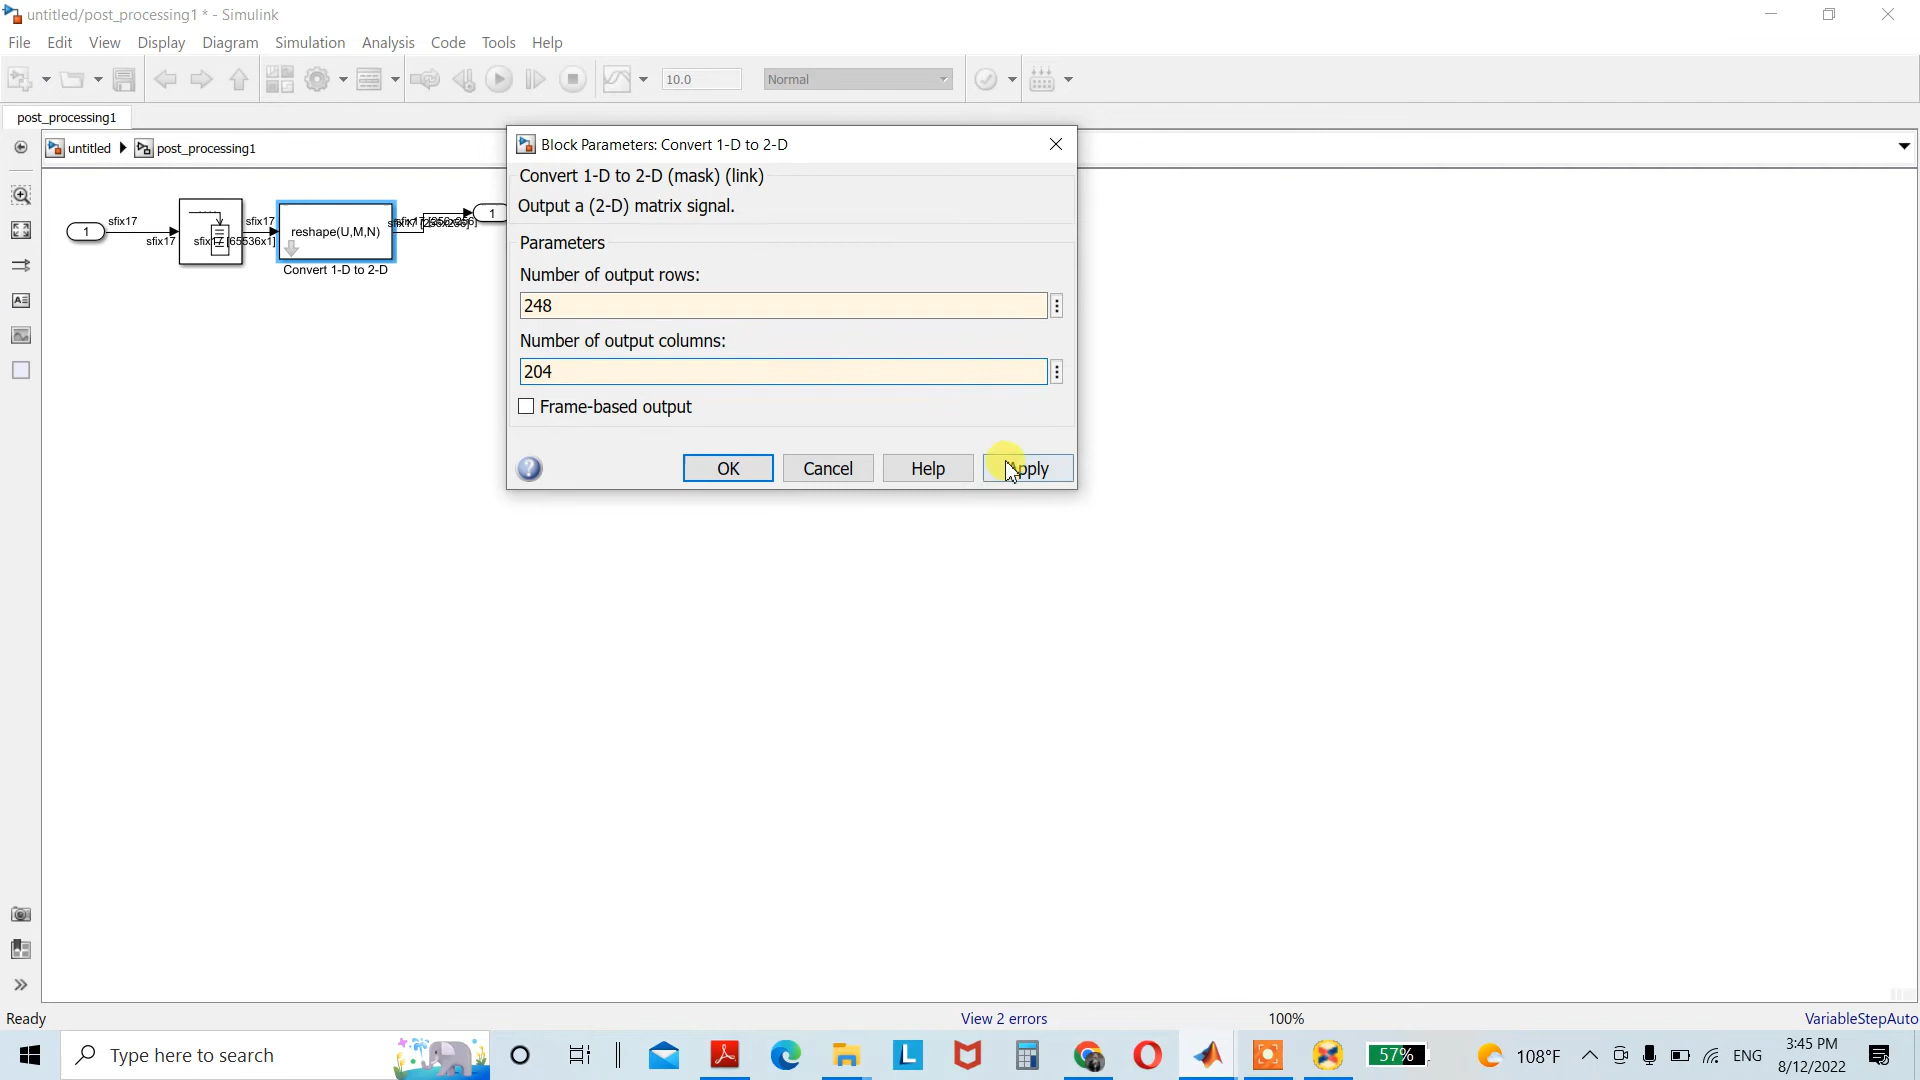 untitled/post_processing1 * - Simulink
File Edit View Display Diagram Simulation Analysis Code Tools Help
10.0 Normal
post_processing1
untitled post_processing1
Block Parameters: Convert 1-D to 2-D
Convert 1-D to 2-D (mask) (link)
Output a (2-D) matrix signal.
Parameters
Number of output rows:
248
Number of output columns:
204
Frame-based output
OK Cancel Help Apply
1 sfix17 sfix17
sfix17 sfix17 [65536x1]
reshape(U,M,N)
Convert 1-D to 2-D
1
Ready View 2 errors 100% VariableStepAuto
Type here to search
57% 108°F ENG 3:45 PM
8/12/2022